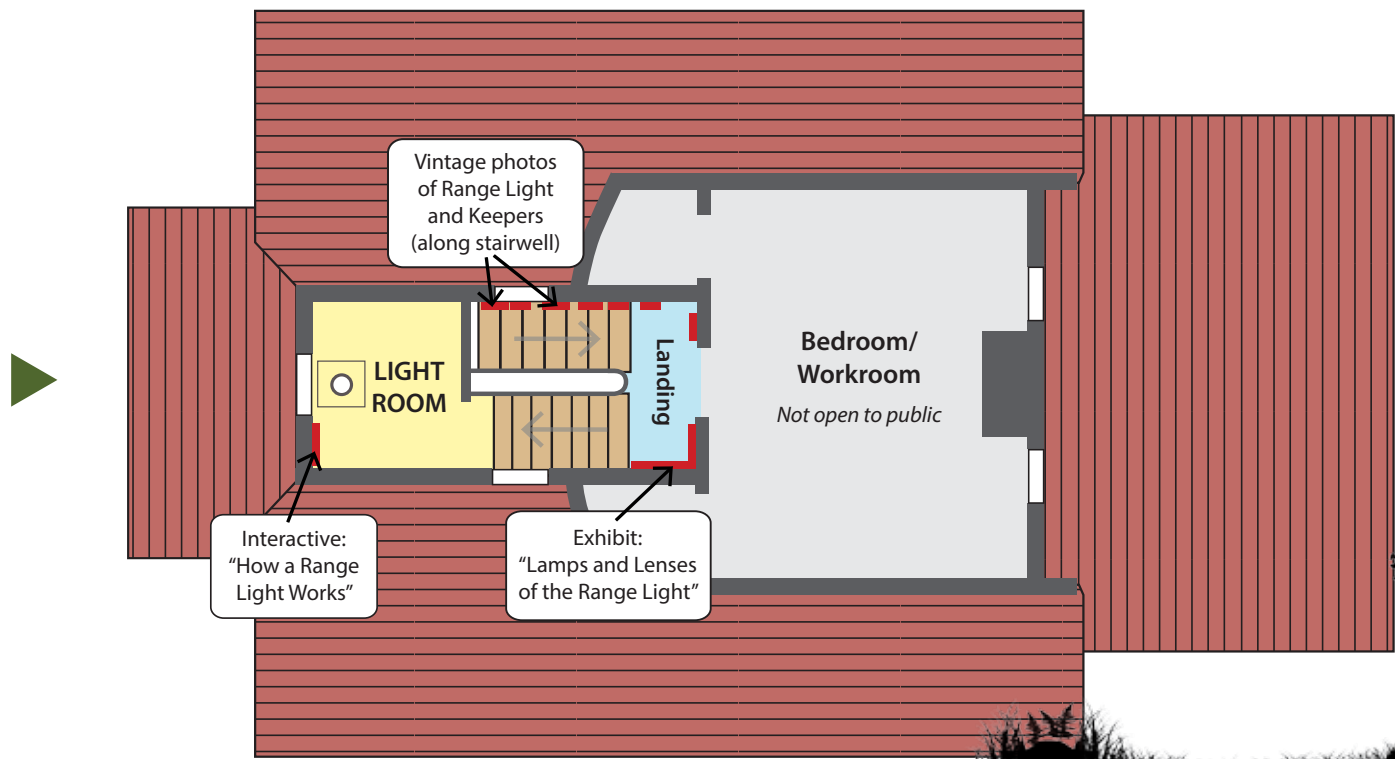 Vintage photos
of Range Light
and Keepers
(along stairwell)
LIGHT
ROOM
Landing
Bedroom/
Workroom
Not open to public
Interactive:
“How a Range
Light Works”
Exhibit:
“Lamps and Lenses
of the Range Light”